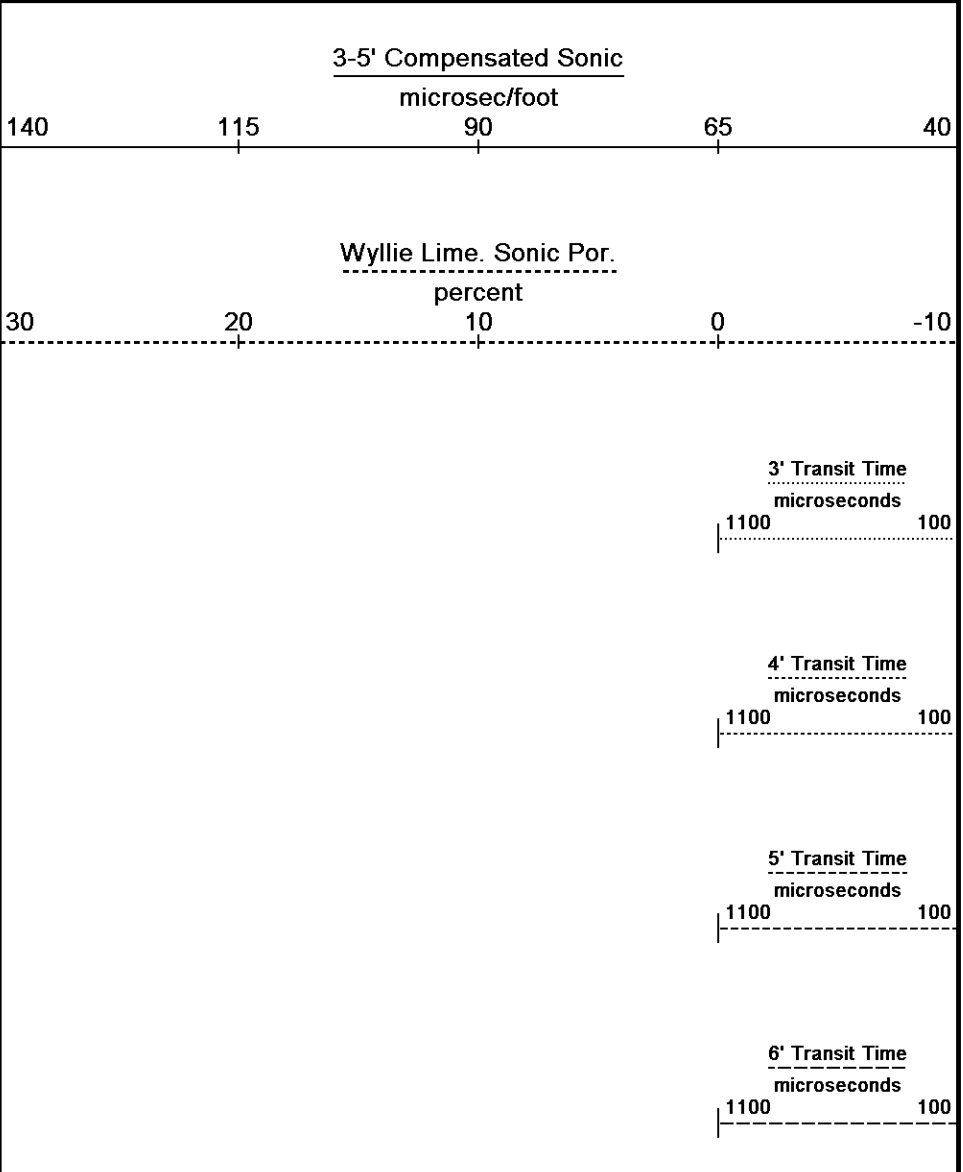 3-5' Compensated Sonic
microsec/foot
140 115 90 65 40
Wyllie Lime. Sonic Por.
percent
30 20 10 0 -10
3' Transit Time
microseconds
1100 100
4' Transit Time
microseconds
1100 100
5' Transit Time
microseconds
1100 100
6' Transit Time
microseconds
1100 100